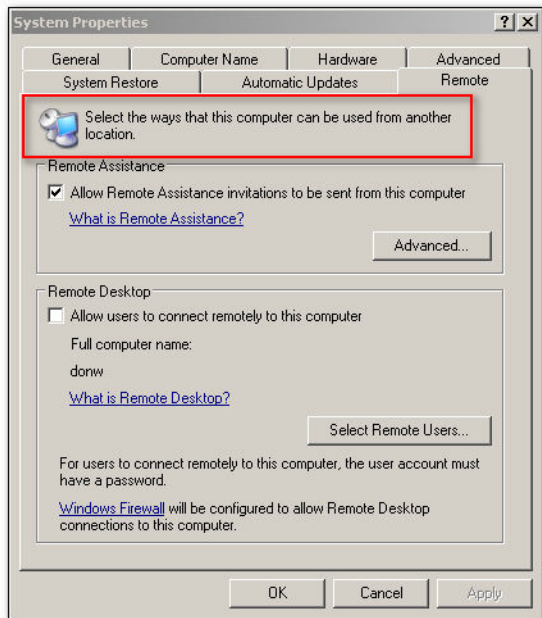 System Properties
General
Computer Name
Hardware
Advanced
System Restore
Automatic Updates
Remote
Select the ways that this computer can be used from another
location.
Remote Assistance
Allow Remote Assistance invitations to be sent from this computer
What is Remote Assistance?
Advanced...
Remote Desktop
Allow users to connect remotely to this computer
Full computer name:
donw
What is Remote Desktop?
Select Remote Users...
For users to connect remotely to this computer, the user account must
have a password.
Windows Firewall will be configured to allow Remote Desktop
connections to this computer.
OK
Cancel
Apply